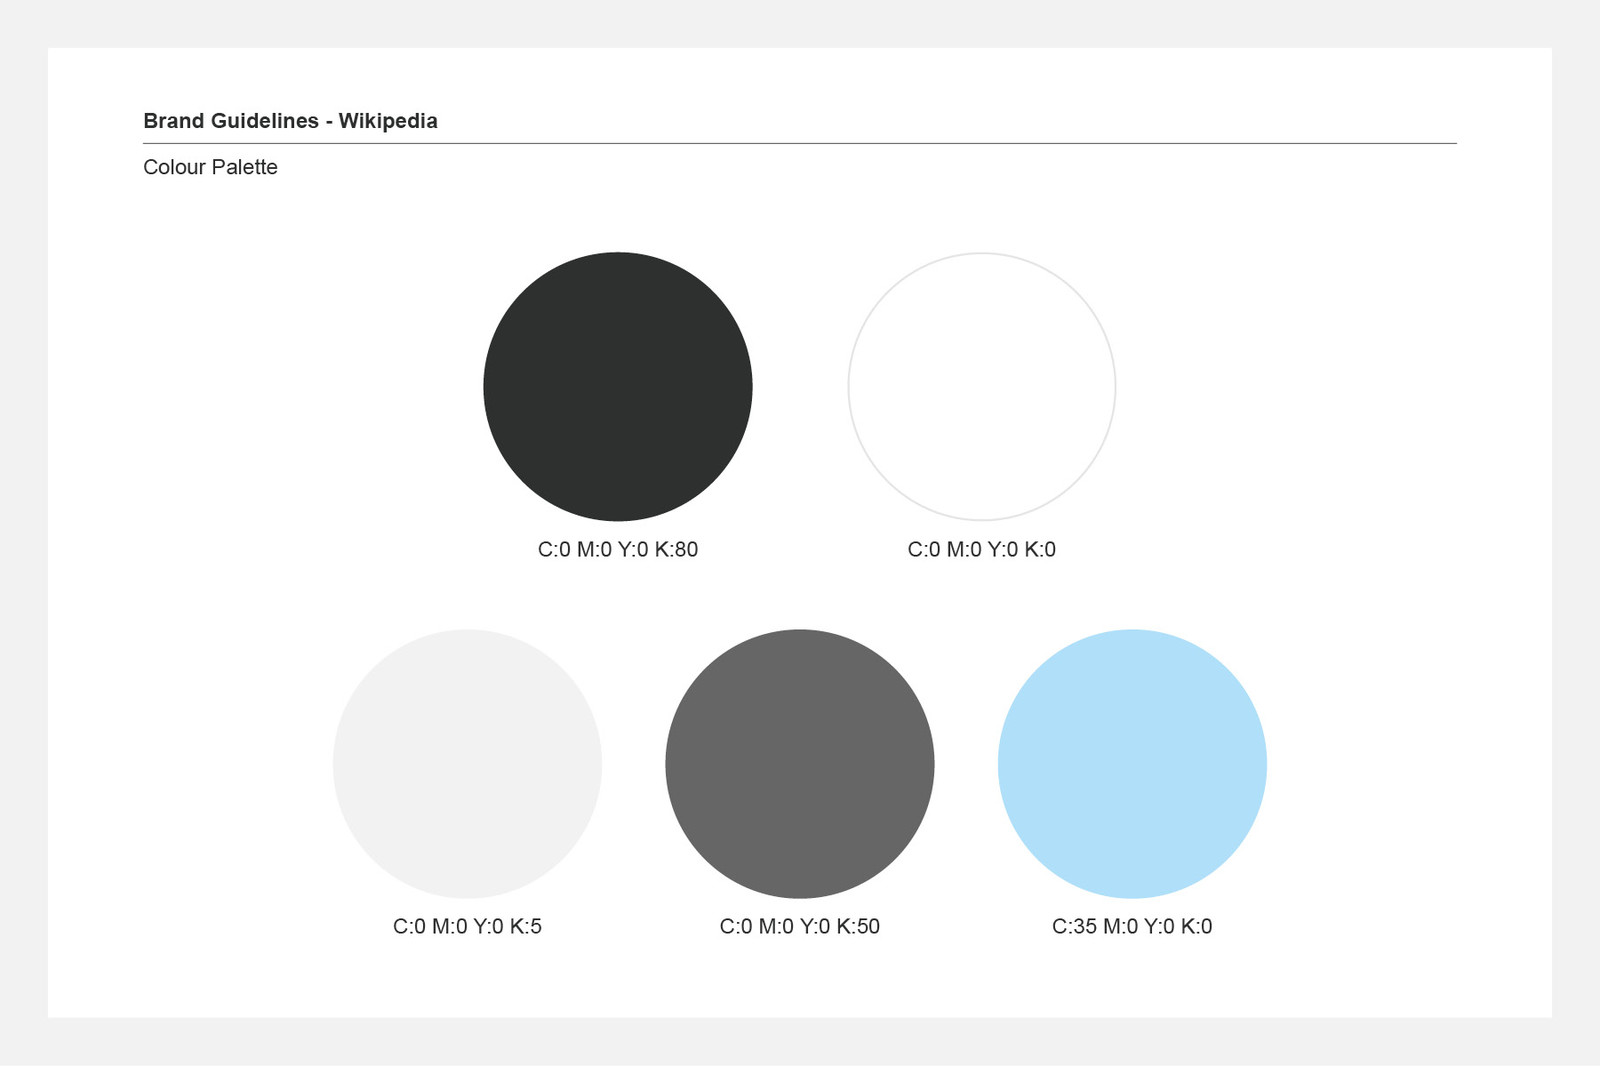 Brand Guidelines - Wikipedia
Colour Palette
C:0 M:0 Y:0 K:80
C:0 M:0 Y:0 K:0
C:0 M:0 Y:0 K:5
C:0 M:0 Y:0 K:50
C:35 M:0 Y:0 K:0